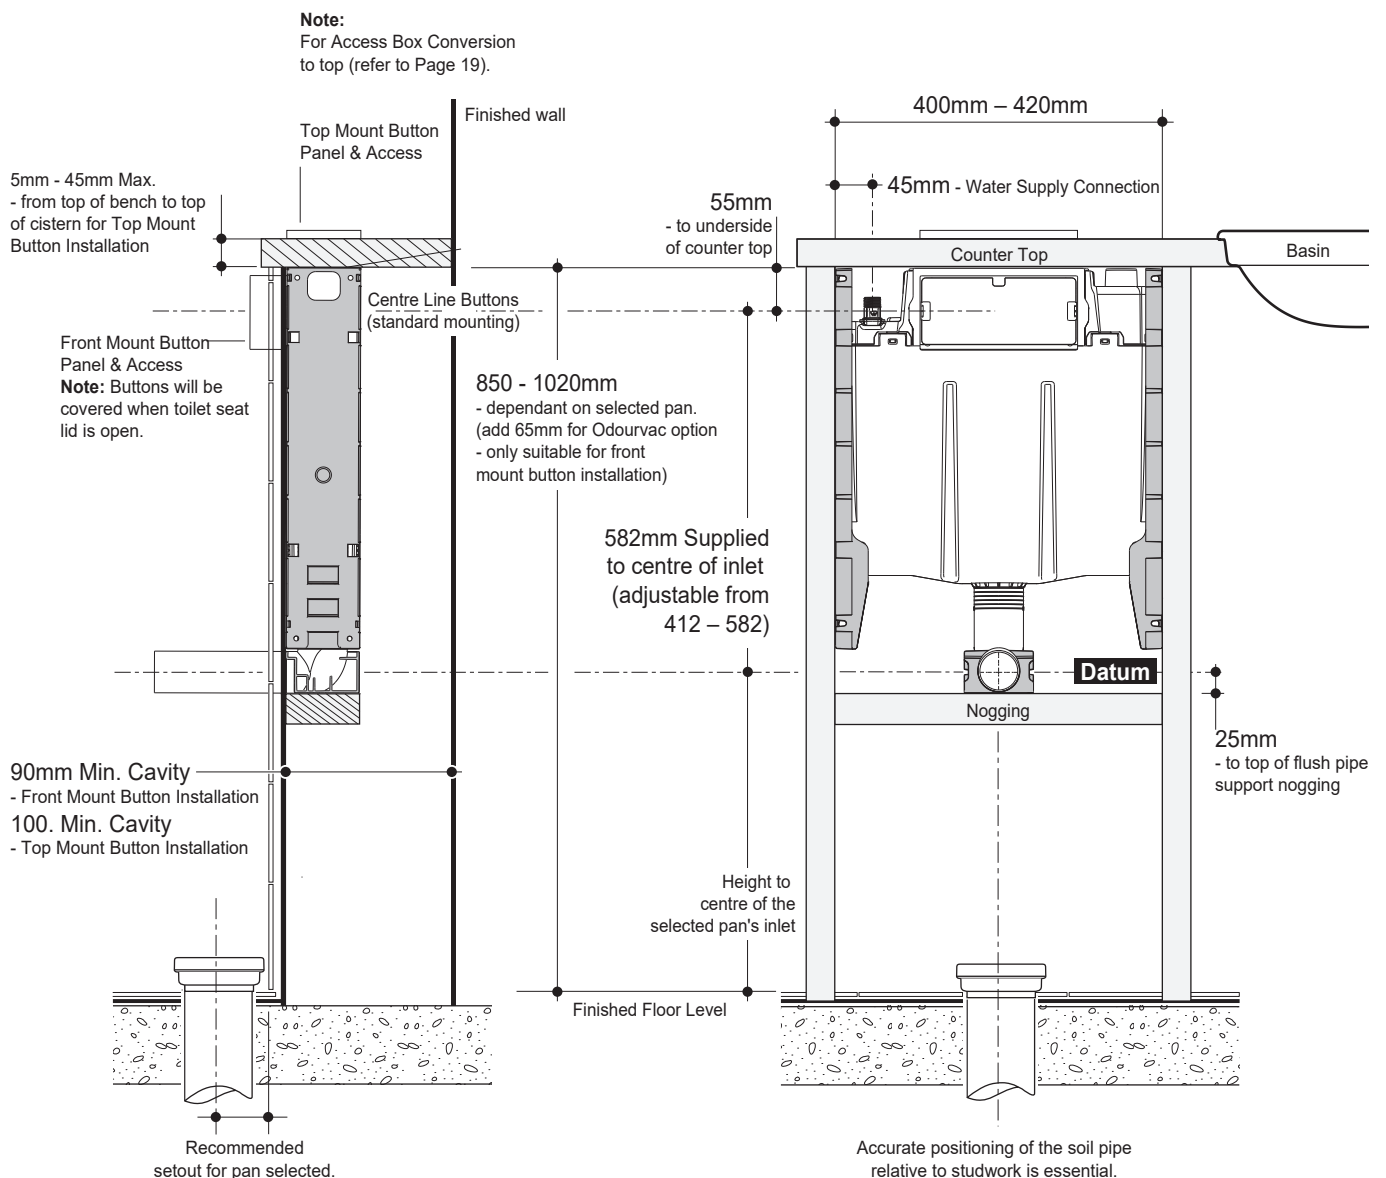 Note:
For Access Box Conversion
to top (refer to Page 19).
Finished wall
Top Mount Button
Panel & Access
5mm - 45mm Max.
- from top of bench to top
of cistern for Top Mount
Button Installation
Centre Line Buttons
(standard mounting)
Front Mount Button
Panel & Access
Note: Buttons will be
covered when toilet seat
lid is open.
850 - 1020mm
- dependant on selected pan.
(add 65mm for Odourvac option
- only suitable for front
mount button installation)
90mm Min. Cavity
- Front Mount Button Installation
100. Min. Cavity
- Top Mount Button Installation
Recommended
setout for pan selected.
400mm – 420mm
45mm - Water Supply Connection
55mm
- to underside
of counter top
Counter Top
Basin
582mm Supplied
to centre of inlet
(adjustable from
412 – 582)
Datum
Nogging
25mm
- to top of flush pipe
support nogging
Height to
centre of the
selected pan's inlet
Finished Floor Level
Accurate positioning of the soil pipe
relative to studwork is essential.